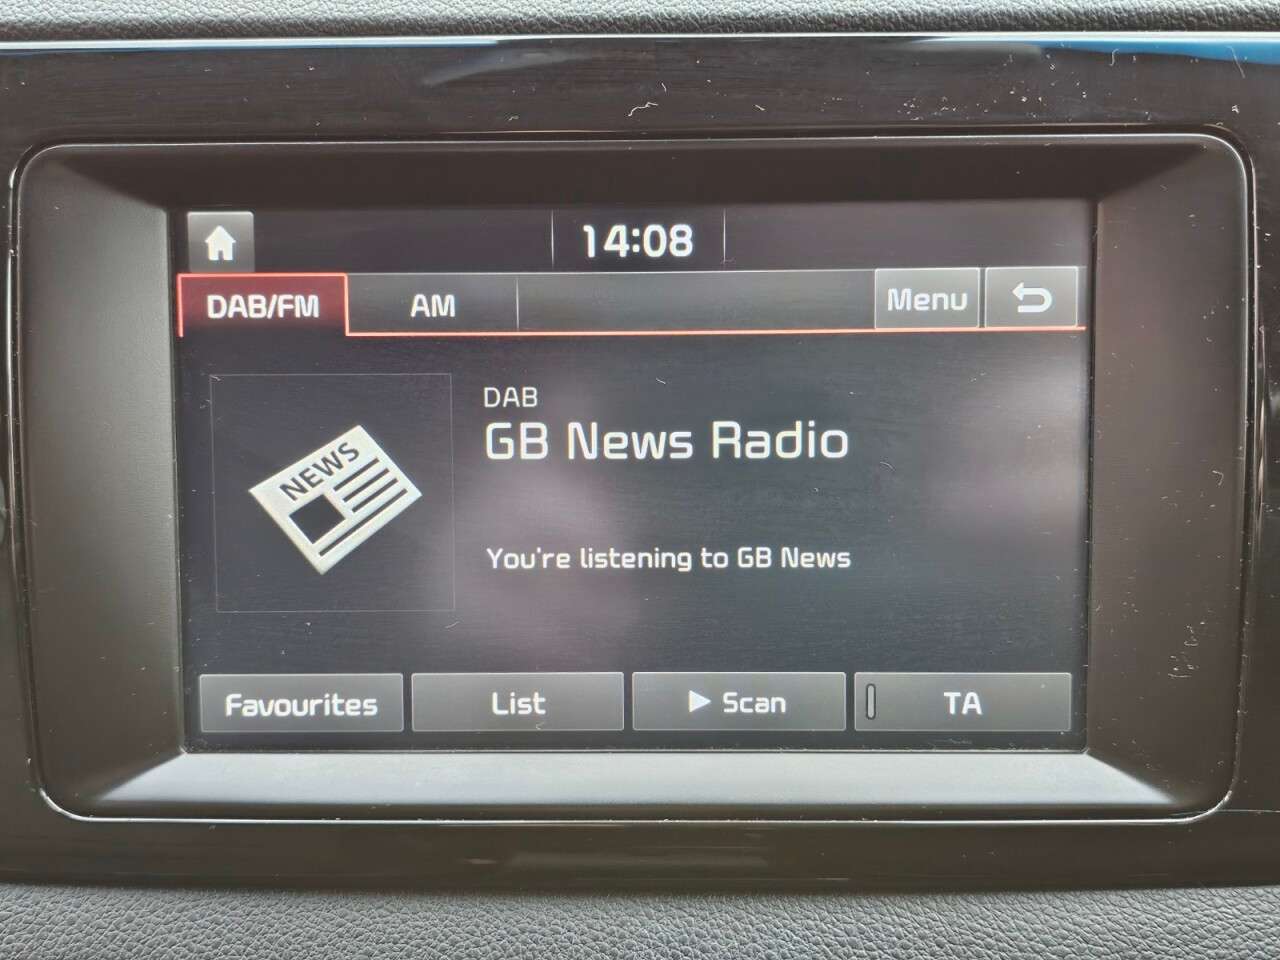 14:08
DAB/FM
AM
Menu
DAB
GB News Radio
NEWS
You're listening to GB News
Favourites
List
Scan
TA